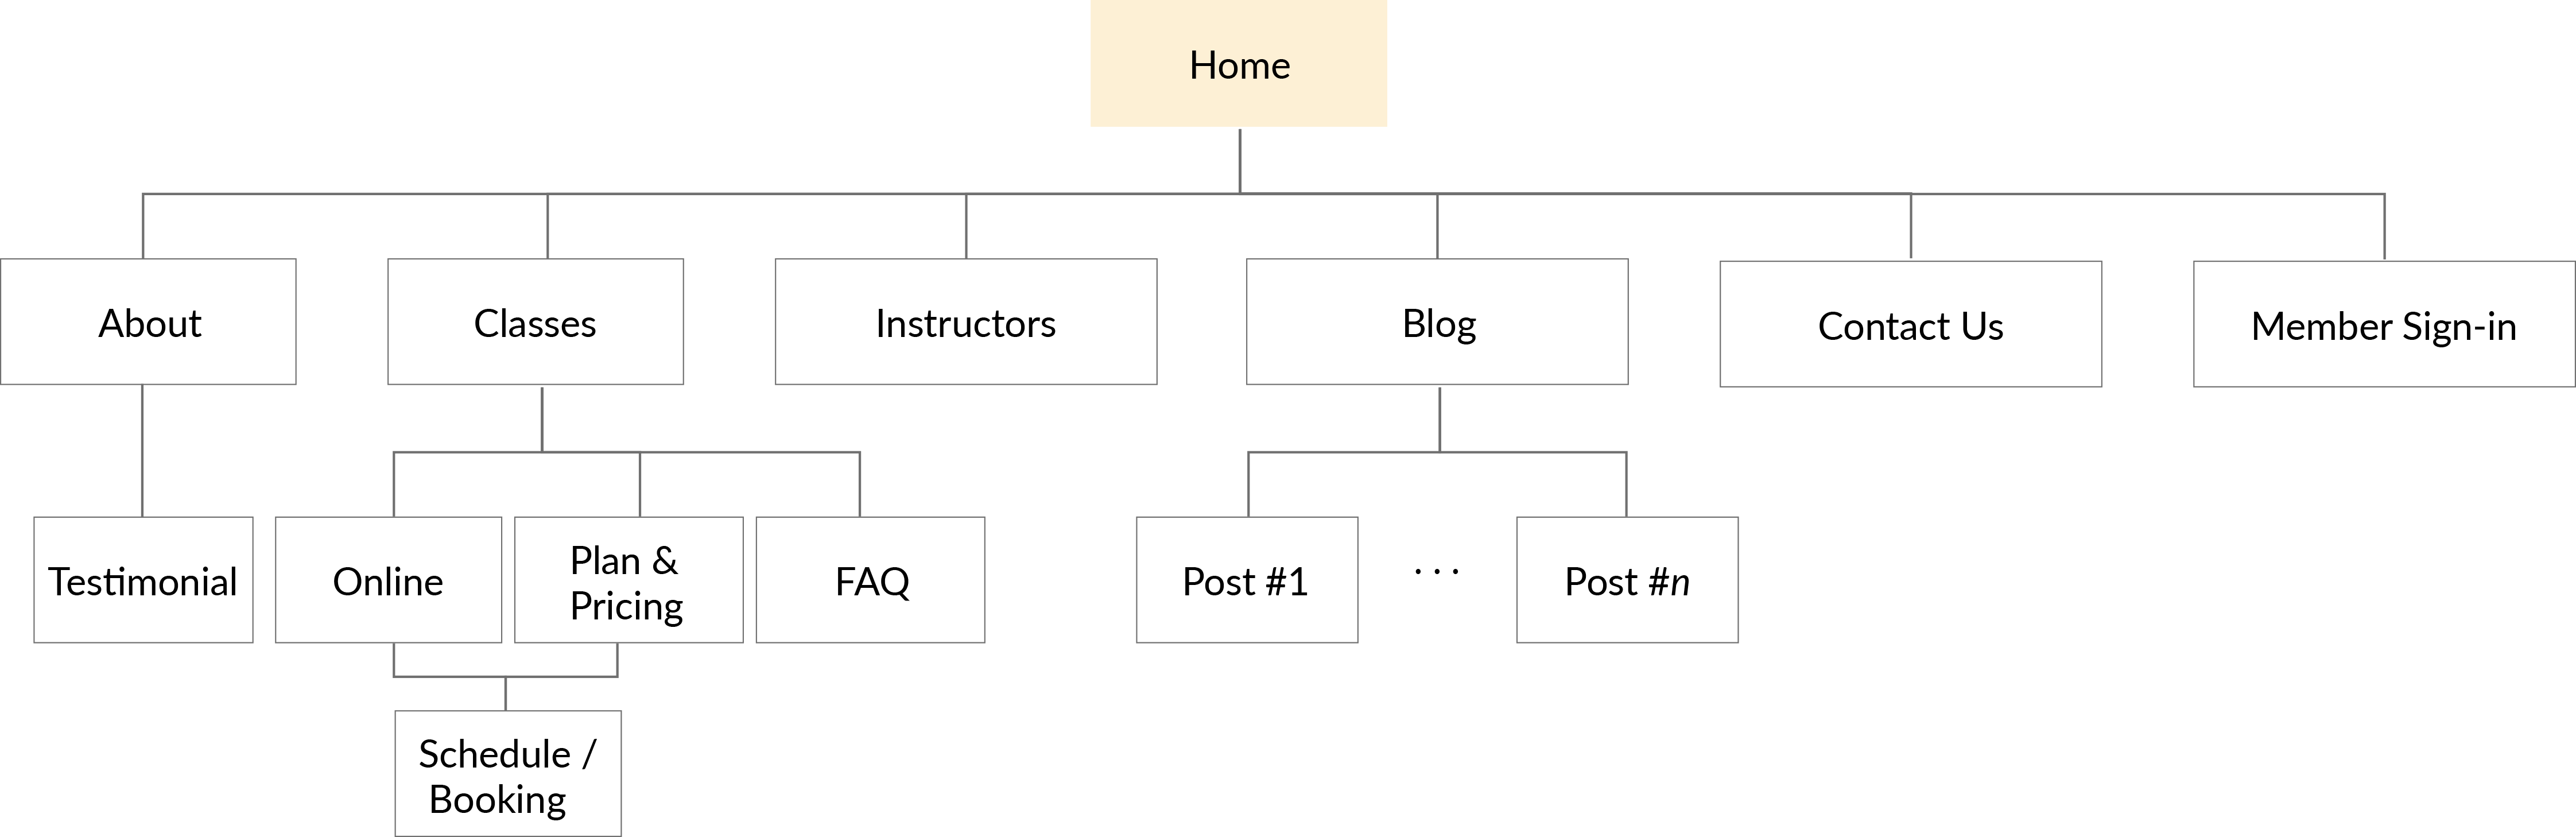 Home
About
Classes
Instructors
Blog
Contact Us
Member Sign-in
Testimonial
Online
Plan &
Pricing
FAQ
Post #1
. . .
Post #n
Schedule /
Booking